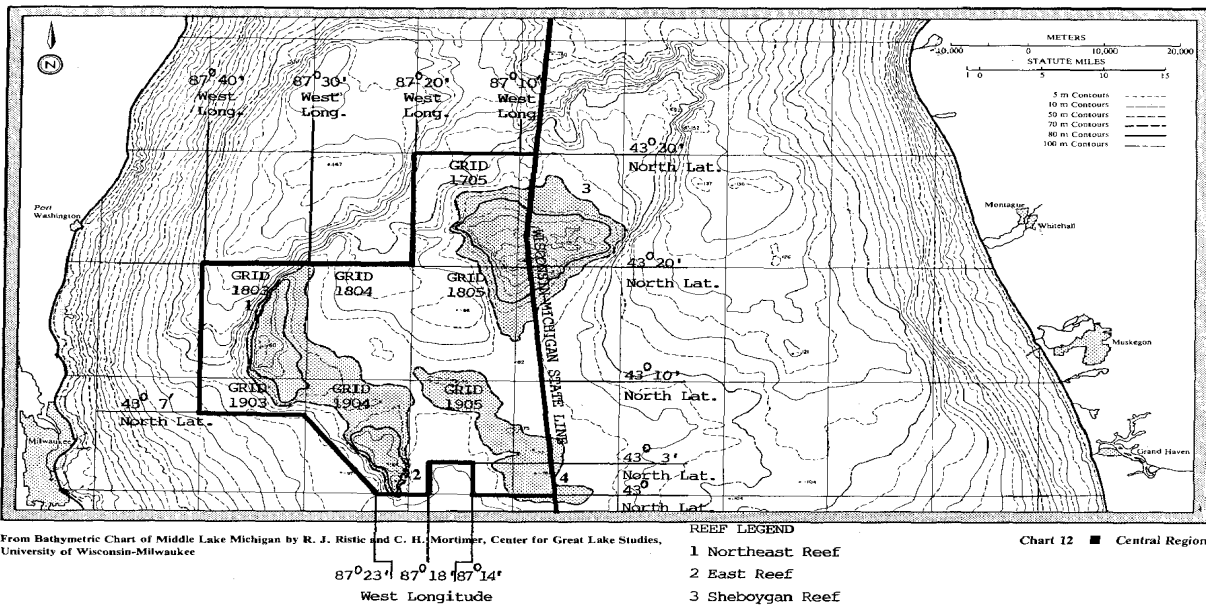 METERS
10,000 0 10,000 20,000
STATUTE MILES
1 0 5 10 15
5 m Contours
10 m Contours
50 m Contours
70 m Contours
80 m Contours
100 m Contours
N
87° 40'
West
Long.
87° 30'
West
Long.
87° 20'
West
Long.
87° 10'
West
Long.
43° 30'
North Lat.
GRID
1705
3
Port
Washington
Montague
Whitehall
WISCONSIN-MICHIGAN STATE LINE
43° 20'
North Lat.
GRID
1803
1
GRID
1804
GRID
1805
Muskegon
43° 10'
North Lat.
GRID
1903
GRID
1904
GRID
1905
43° 7'
North Lat.
Milwaukee
2
4
43° 3'
North Lat.
43°
North Lat.
Grand Haven
From Bathymetric Chart of Middle Lake Michigan by R. J. Ristic and C. H. Mortimer, Center for Great Lake Studies,
University of Wisconsin-Milwaukee
Chart 12 ■ Central Region
87° 23' 87° 18' 87° 14'
West Longitude
REEF LEGEND
1 Northeast Reef
2 East Reef
3 Sheboygan Reef